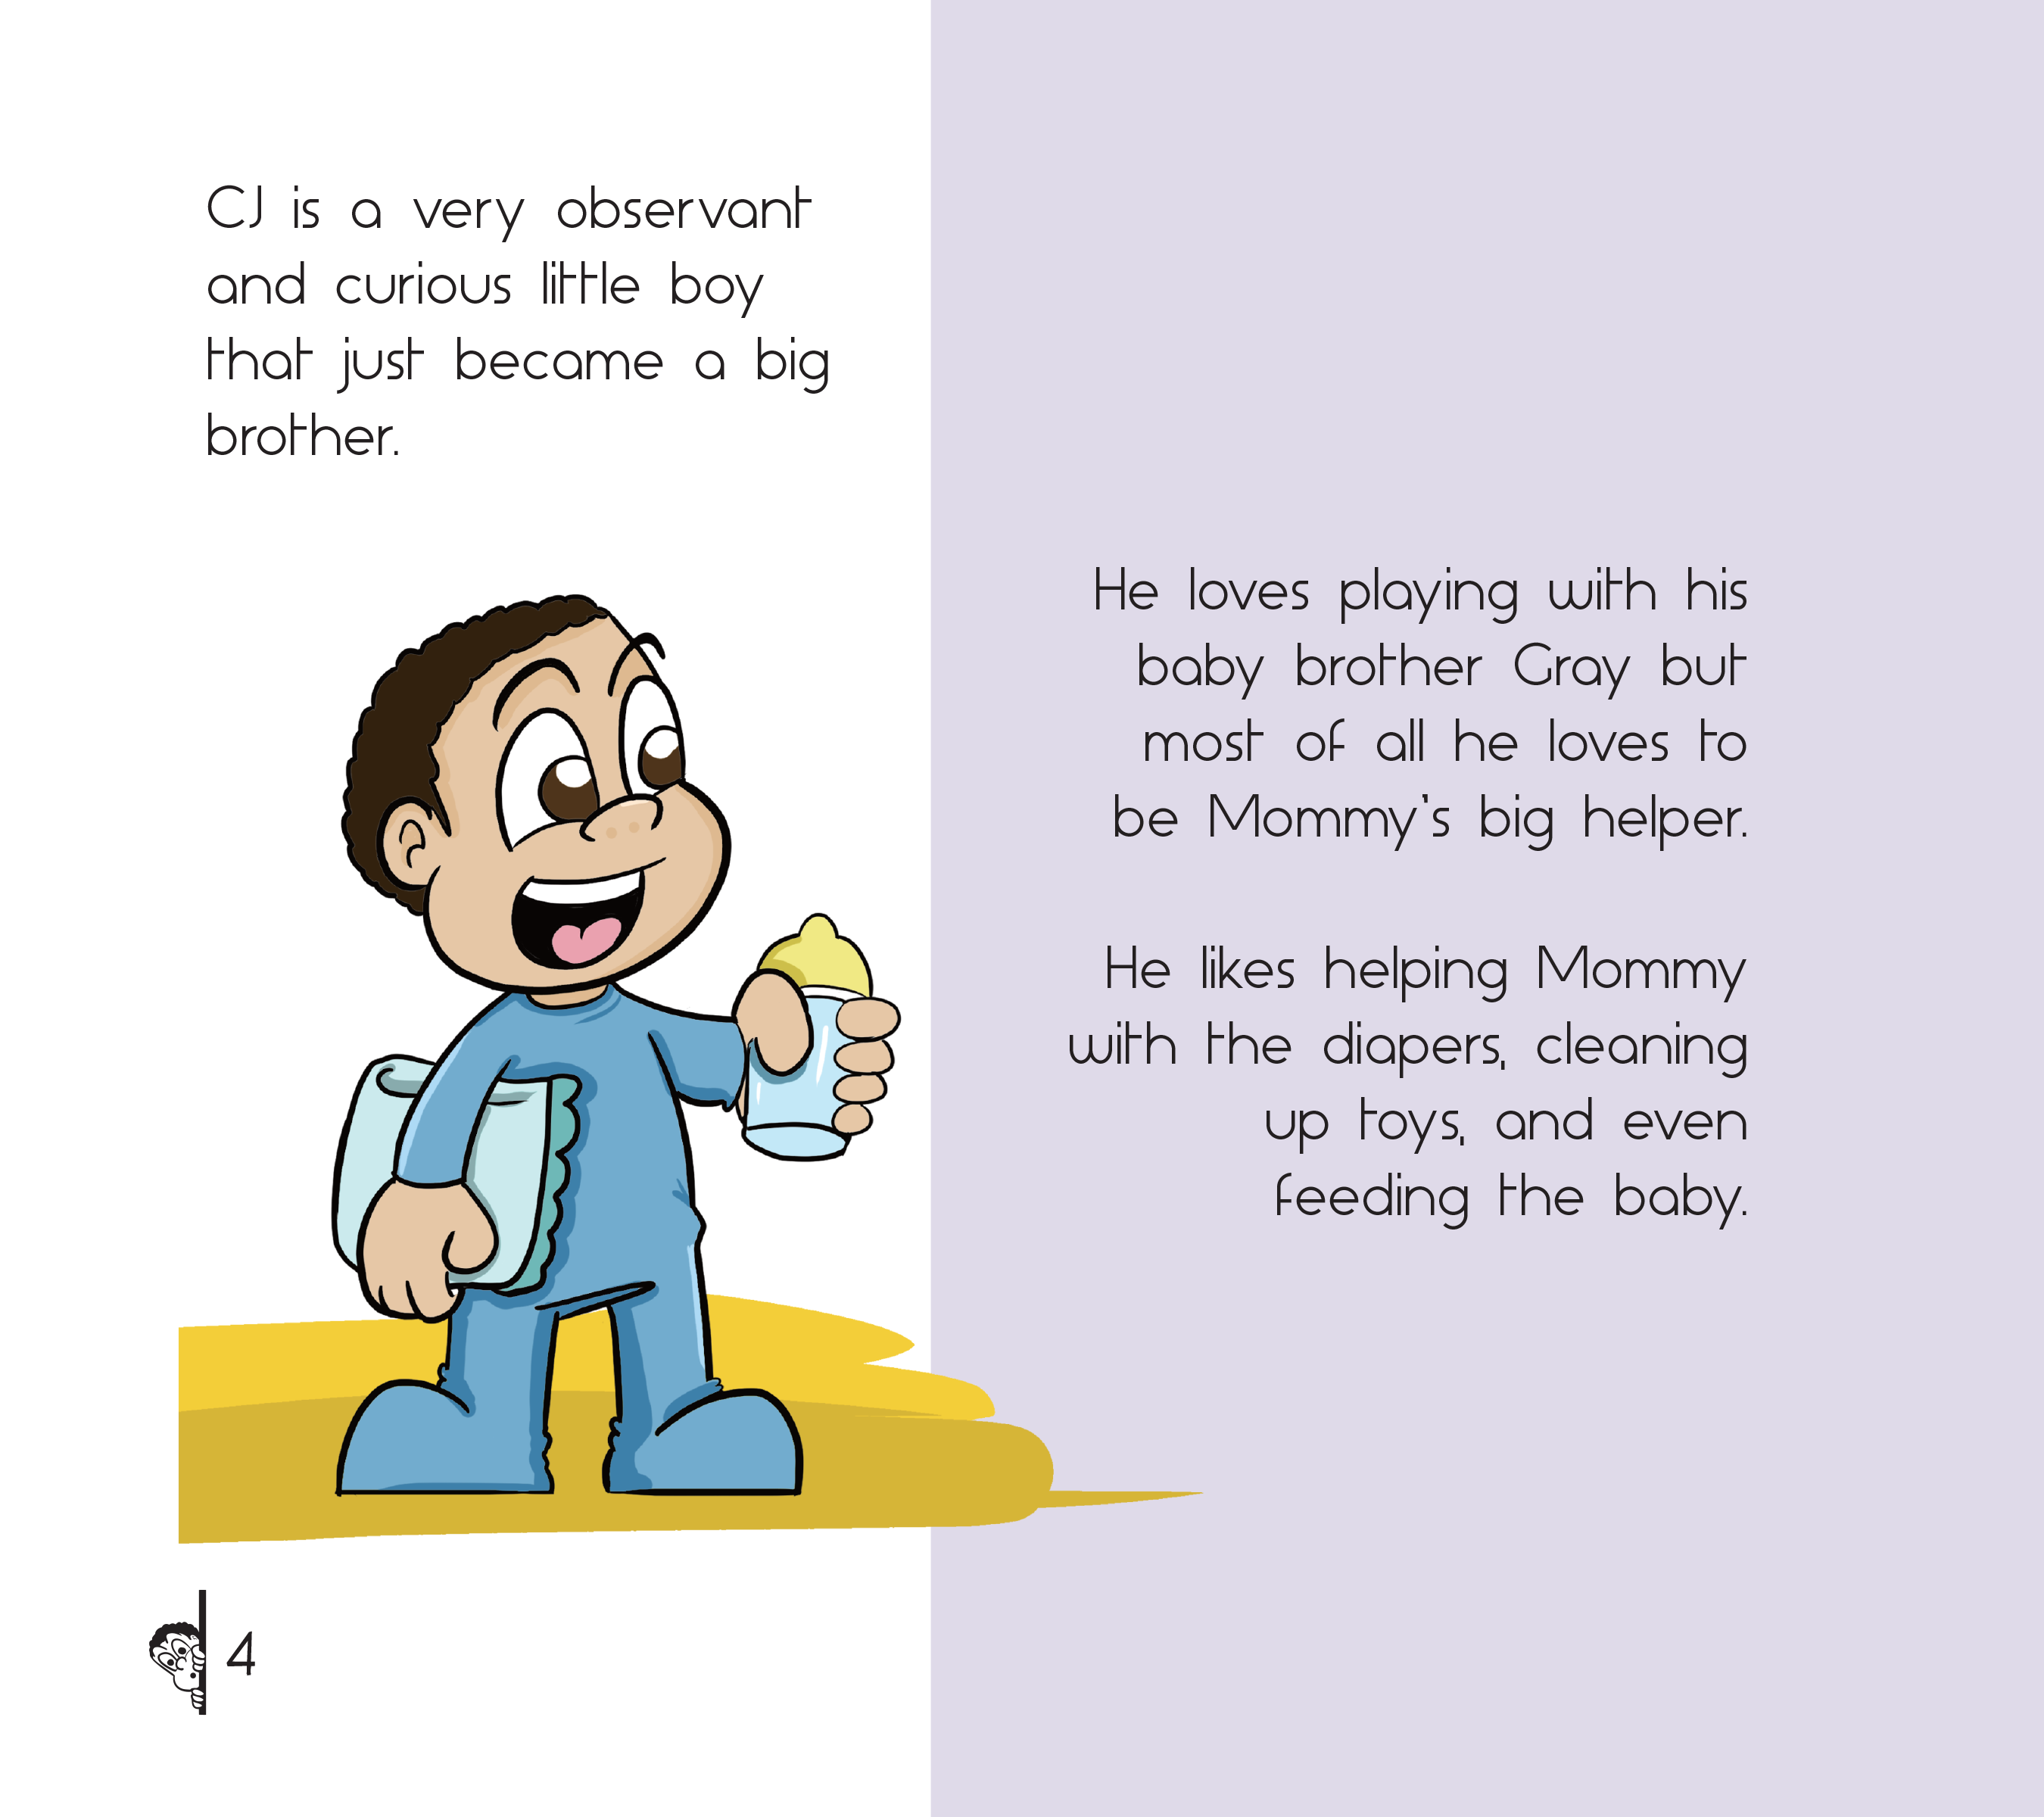 CJ is a very observant
and curious little boy
that just became a big
brother.
He loves playing with his
baby brother Gray but
most of all he loves to
be Mommy's big helper.
He likes helping Mommy
with the diapers, cleaning
up toys, and even
feeding the baby.
4